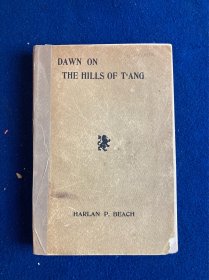 DAWN ON
THE HILLS OF T'ANG
HARLAN P. BEACH